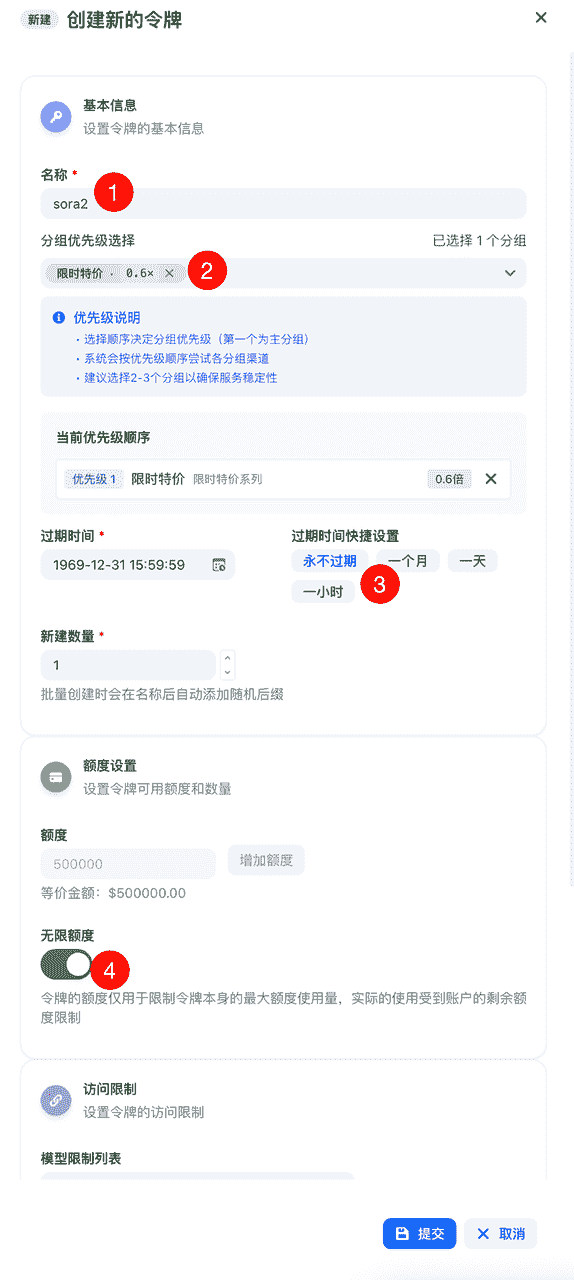 新建 创建新的令牌
基本信息
设置令牌的基本信息
名称 *
1
sora2
分组优先级选择 已选择 1 个分组
限时特价 · 0.6× ×
2
优先级说明
· 选择顺序决定分组优先级（第一个为主分组）
· 系统会按优先级顺序尝试各分组渠道
· 建议选择2-3个分组以确保服务稳定性
当前优先级顺序
优先级 1 限时特价 限时特价系列 0.6倍
过期时间 * 过期时间快捷设置
1969-12-31 15:59:59 永不过期 一个月 一天
一小时 3
新建数量 *
1
批量创建时会在名称后自动添加随机后缀
额度设置
设置令牌可用额度和数量
额度
500000 增加额度
等价金额：$500000.00
无限额度
4
令牌的额度仅用于限制令牌本身的最大额度使用量，实际的使用受到账户的剩余额
度限制
访问限制
设置令牌的访问限制
模型限制列表
提交 取消